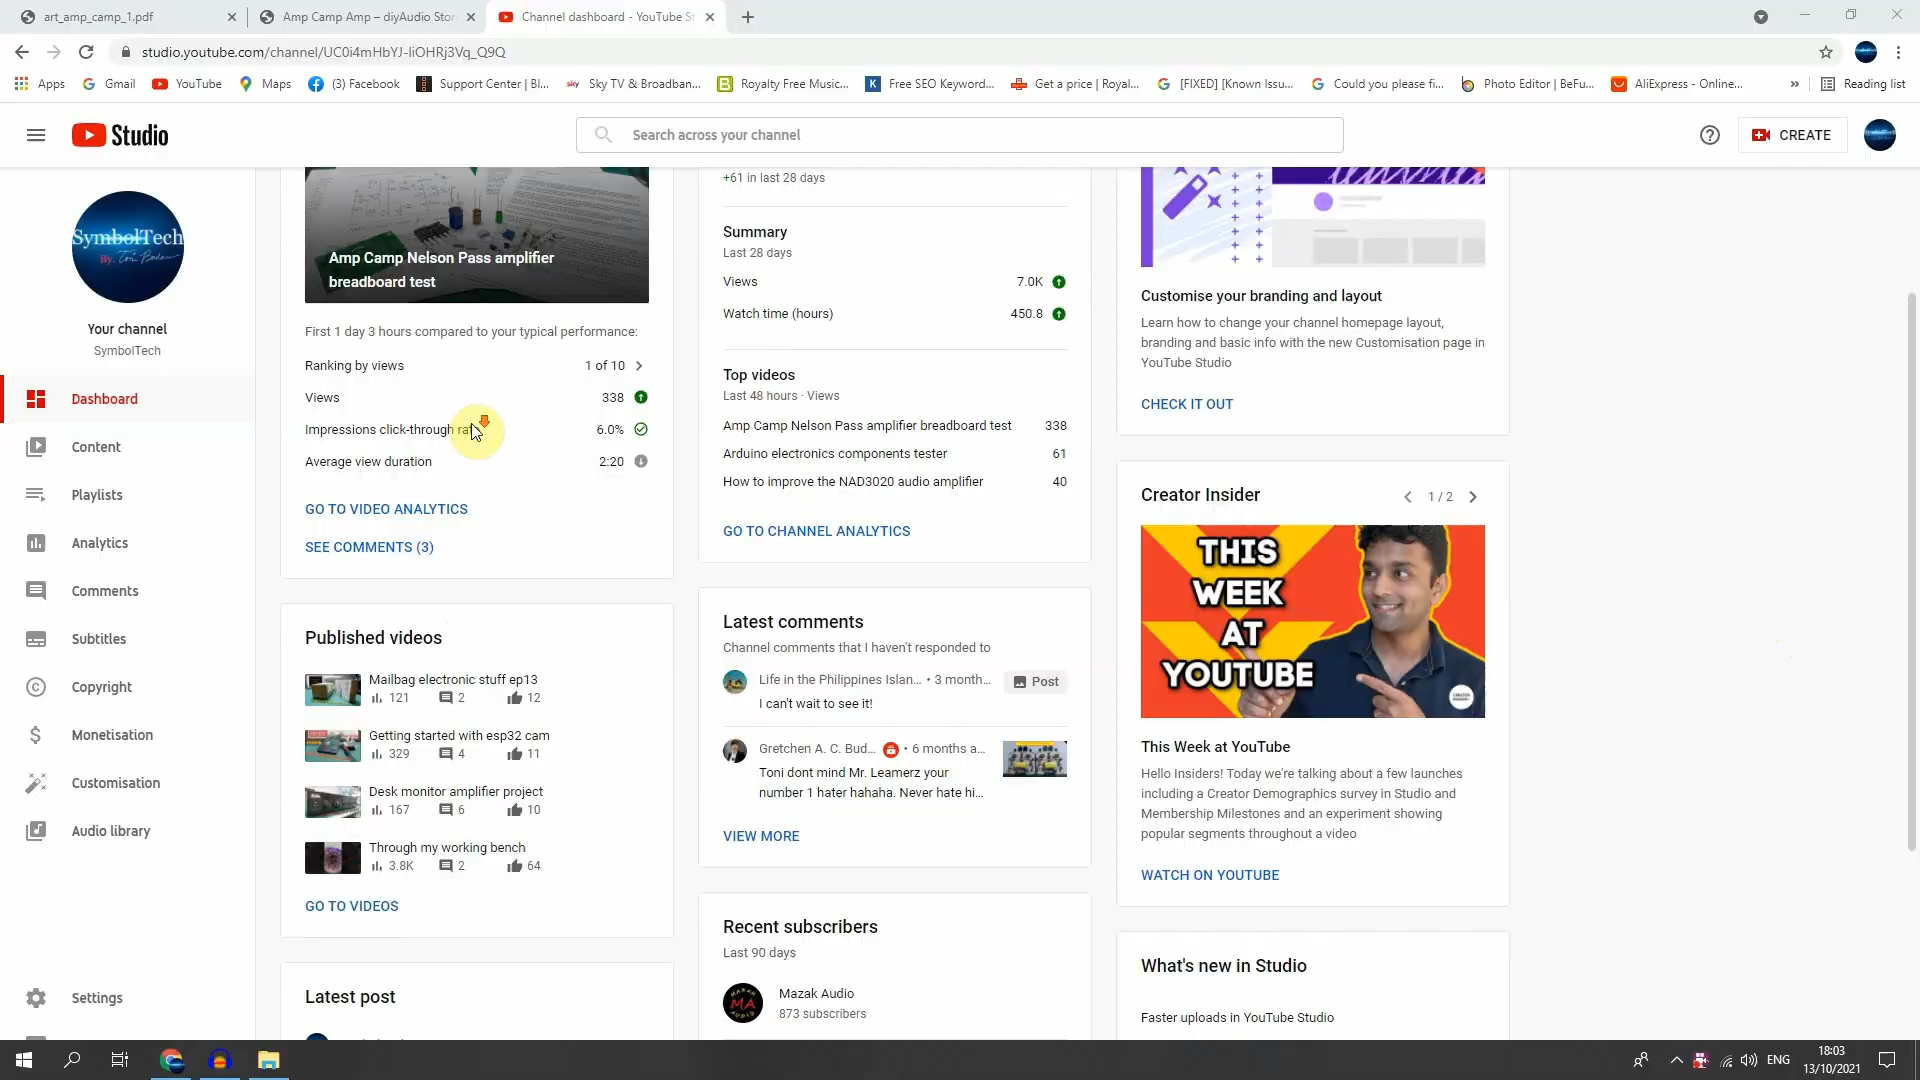 art_amp_camp_1.pdf
Amp Camp Amp – diyAudio Stor
Channel dashboard - YouTube St
studio.youtube.com/channel/UC0i4mHbYJ-IiOHRj3Vq_Q9Q
Apps
Gmail
YouTube
Maps
(3) Facebook
Support Center | Bl...
sky Sky TV & Broadban...
Royalty Free Music...
K Free SEO Keyword...
Get a price | Royal...
[FIXED] [Known Issu...
Could you please fi...
Photo Editor | BeFu...
AliExpress - Online...
Reading list
Studio
Search across your channel
CREATE
SymbolTech
Your channel
SymbolTech
Dashboard
Content
Playlists
Analytics
Comments
Subtitles
Copyright
Monetisation
Customisation
Audio library
Settings
Amp Camp Nelson Pass amplifier
breadboard test
First 1 day 3 hours compared to your typical performance:
Ranking by views 1 of 10
Views 338
Impressions click-through 6.0%
Average view duration 2:20
GO TO VIDEO ANALYTICS
SEE COMMENTS (3)
Published videos
Mailbag electronic stuff ep13
121 2 12
Getting started with esp32 cam
329 4 11
Desk monitor amplifier project
167 6 10
Through my working bench
3.8K 2 64
GO TO VIDEOS
Latest post
+61 in last 28 days
Summary
Last 28 days
Views 7.0K
Watch time (hours) 450.8
Top videos
Last 48 hours · Views
Amp Camp Nelson Pass amplifier breadboard test 338
Arduino electronics components tester 61
How to improve the NAD3020 audio amplifier 40
GO TO CHANNEL ANALYTICS
Latest comments
Channel comments that I haven't responded to
Life in the Philippines Islan... • 3 month...
Post
I can't wait to see it!
Gretchen A. C. Bud... • 6 months a...
Toni dont mind Mr. Learnerz your
number 1 hater hahaha. Never hate hi...
VIEW MORE
Recent subscribers
Last 90 days
MA
Mazak Audio
873 subscribers
Customise your branding and layout
Learn how to change your channel homepage layout,
branding and basic info with the new Customisation page in
YouTube Studio
CHECK IT OUT
Creator Insider
1 / 2
THIS
WEEK
AT
YOUTUBE
This Week at YouTube
Hello Insiders! Today we're talking about a few launches
including a Creator Demographics survey in Studio and
Membership Milestones and an experiment showing
popular segments throughout a video
WATCH ON YOUTUBE
What's new in Studio
Faster uploads in YouTube Studio
ENG
18:03
13/10/2021